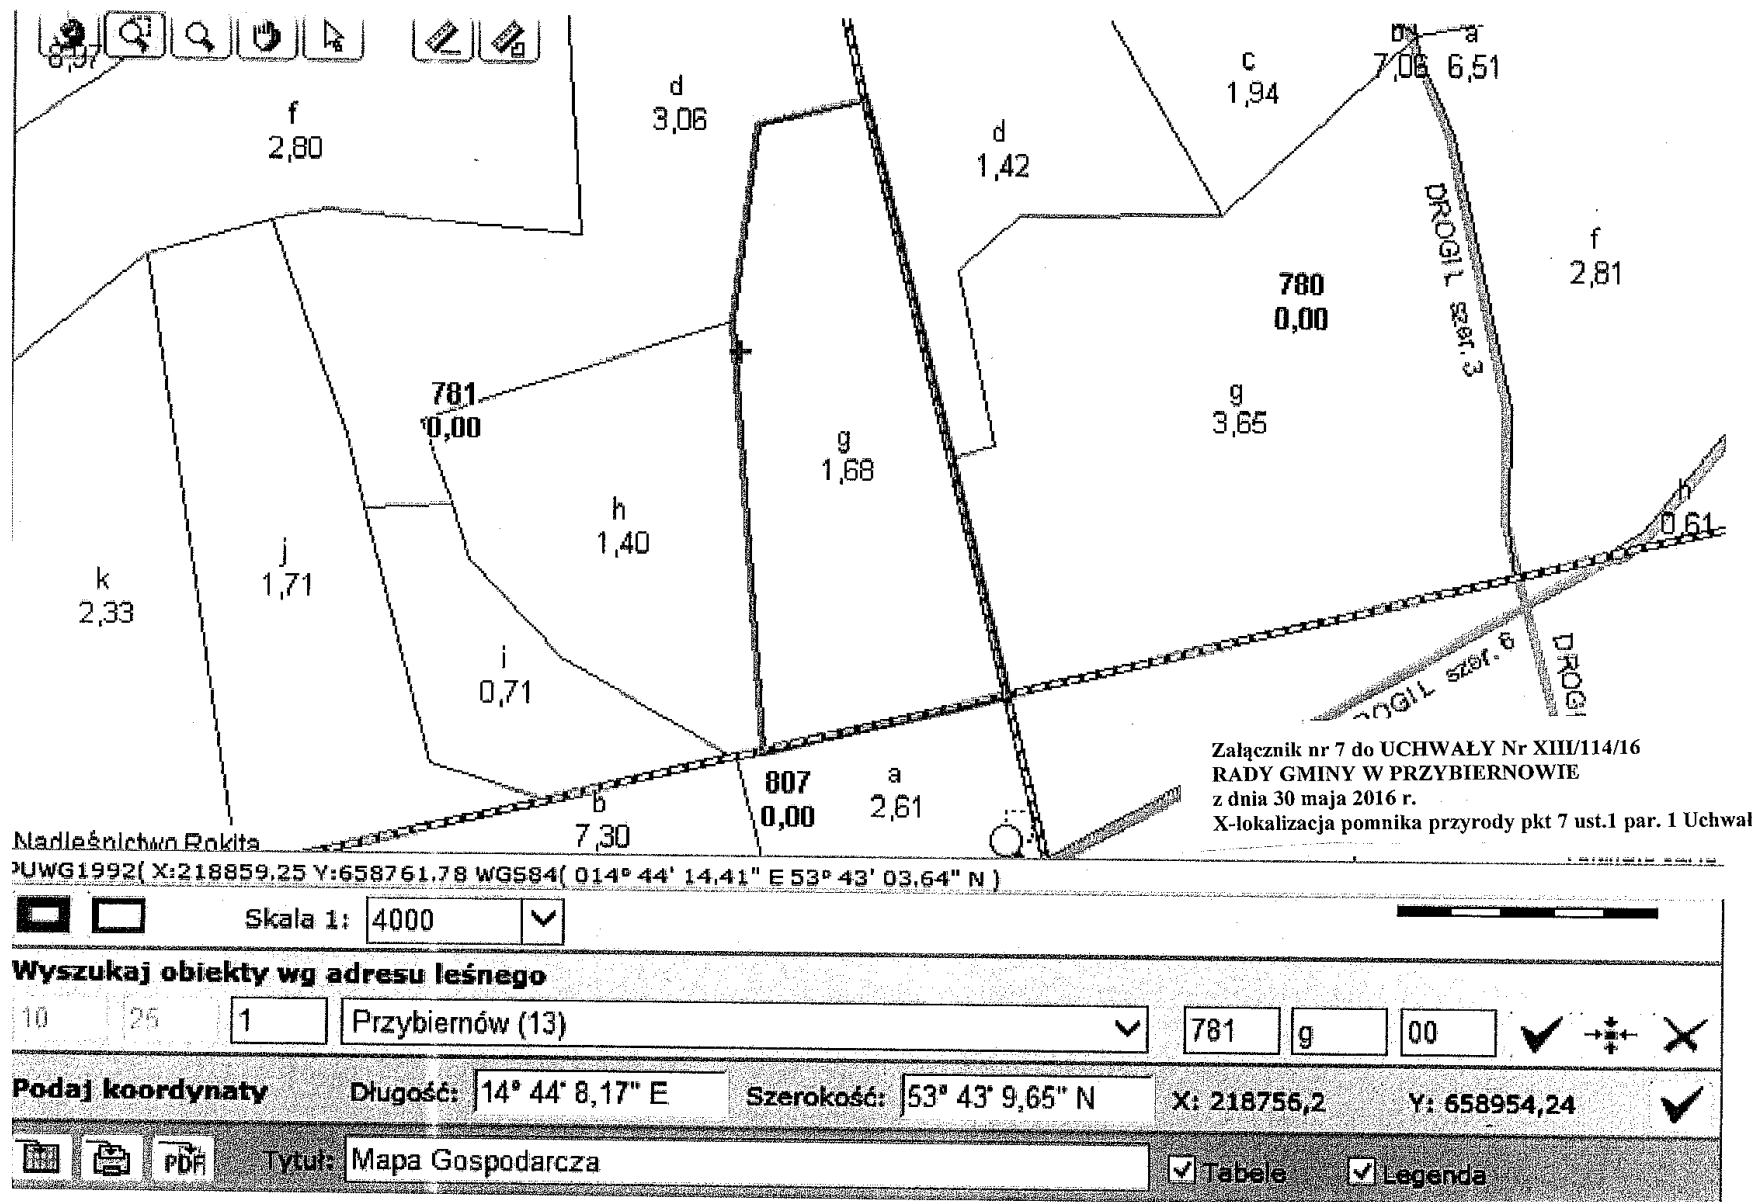 8,97
f
2,80
d
3,06
d
1,42
c
1,94
b
7,06
a
6,51
DROGI L szer. 3
f
2,81
780
0,00
781
0,00
g
1,68
g
3,65
h
1,40
h
0,61
k
2,33
j
1,71
i
0,71
b
7,30
807
0,00
a
2,61
OGI L szer. 6
DROGI
Załącznik nr 7 do UCHWAŁY Nr XIII/114/16
RADY GMINY W PRZYBIERNOWIE
z dnia 30 maja 2016 r.
X-lokalizacja pomnika przyrody pkt 7 ust.1 par. 1 Uchwał
Nadleśnictwo Rokita
PUWG1992( X:218859.25 Y:658761.78 WGS84( 014° 44' 14,41" E 53° 43' 03,64" N )
Skala 1: 4000
Wyszukaj obiekty wg adresu leśnego
10 25 1 Przybiernów (13) 781 g 00
Podaj koordynaty Długość: 14° 44' 8,17" E Szerokość: 53° 43' 9,65" N X: 218756,2 Y: 658954,24
PDF Tytuł: Mapa Gospodarcza Tabele Legenda